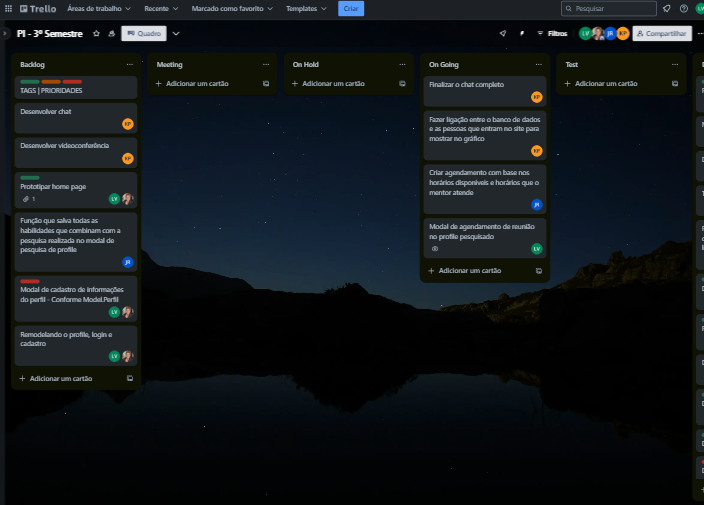 Trello
Áreas de trabalho
Recente
Marcado como favorito
Templates
Criar
Pesquisar
PI - 3º Semestre
Quadro
Filtros
LV
JR
KP
Compartilhar
Backlog
TAGS | PRIORIDADES
Desenvolver chat
KP
Desenvolver videoconferência
KP
Prototipar home page
1
LV
Função que salva todas as
habilidades que combinam com a
pesquisa realizada no modal de
pesquisa de profile
JR
Modal de cadastro de informações
do perfil - Conforme Model.Perfil
LV
Remodelando o profile, login e
cadastro
LV
Adicionar um cartão
Meeting
Adicionar um cartão
On Hold
Adicionar um cartão
On Going
Finalizar o chat completo
KP
Fazer ligação entre o banco de dados
e as pessoas que entram no site para
mostrar no gráfico
KP
Criar agendamento com base nos
horários disponíveis e horários que o
mentor atende
JR
Modal de agendamento de reunião
no profile pesquisado
LV
Adicionar um cartão
Test
Adicionar um cartão